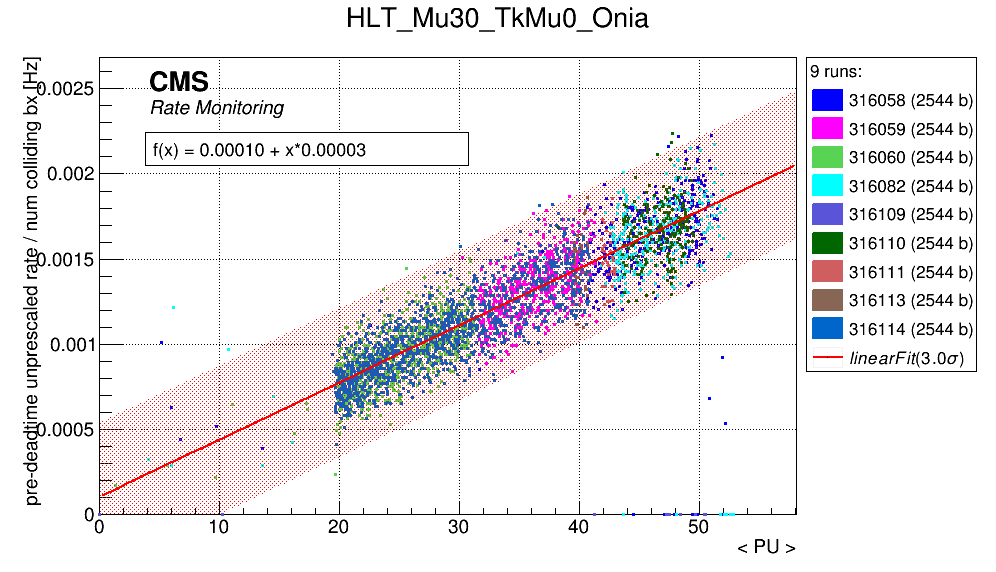 HLT_Mu30_TkMu0_Onia
pre-deadtime unprescaled rate / num colliding bx [Hz]
0.0025
0.002
0.0015
0.001
0.0005
0
CMS
Rate Monitoring
f(x) = 0.00010 + x*0.00003
0 10 20 30 40 50
< PU >
9 runs:
316058 (2544 b)
316059 (2544 b)
316060 (2544 b)
316082 (2544 b)
316109 (2544 b)
316110 (2544 b)
316111 (2544 b)
316113 (2544 b)
316114 (2544 b)
linearFit(3.0σ)